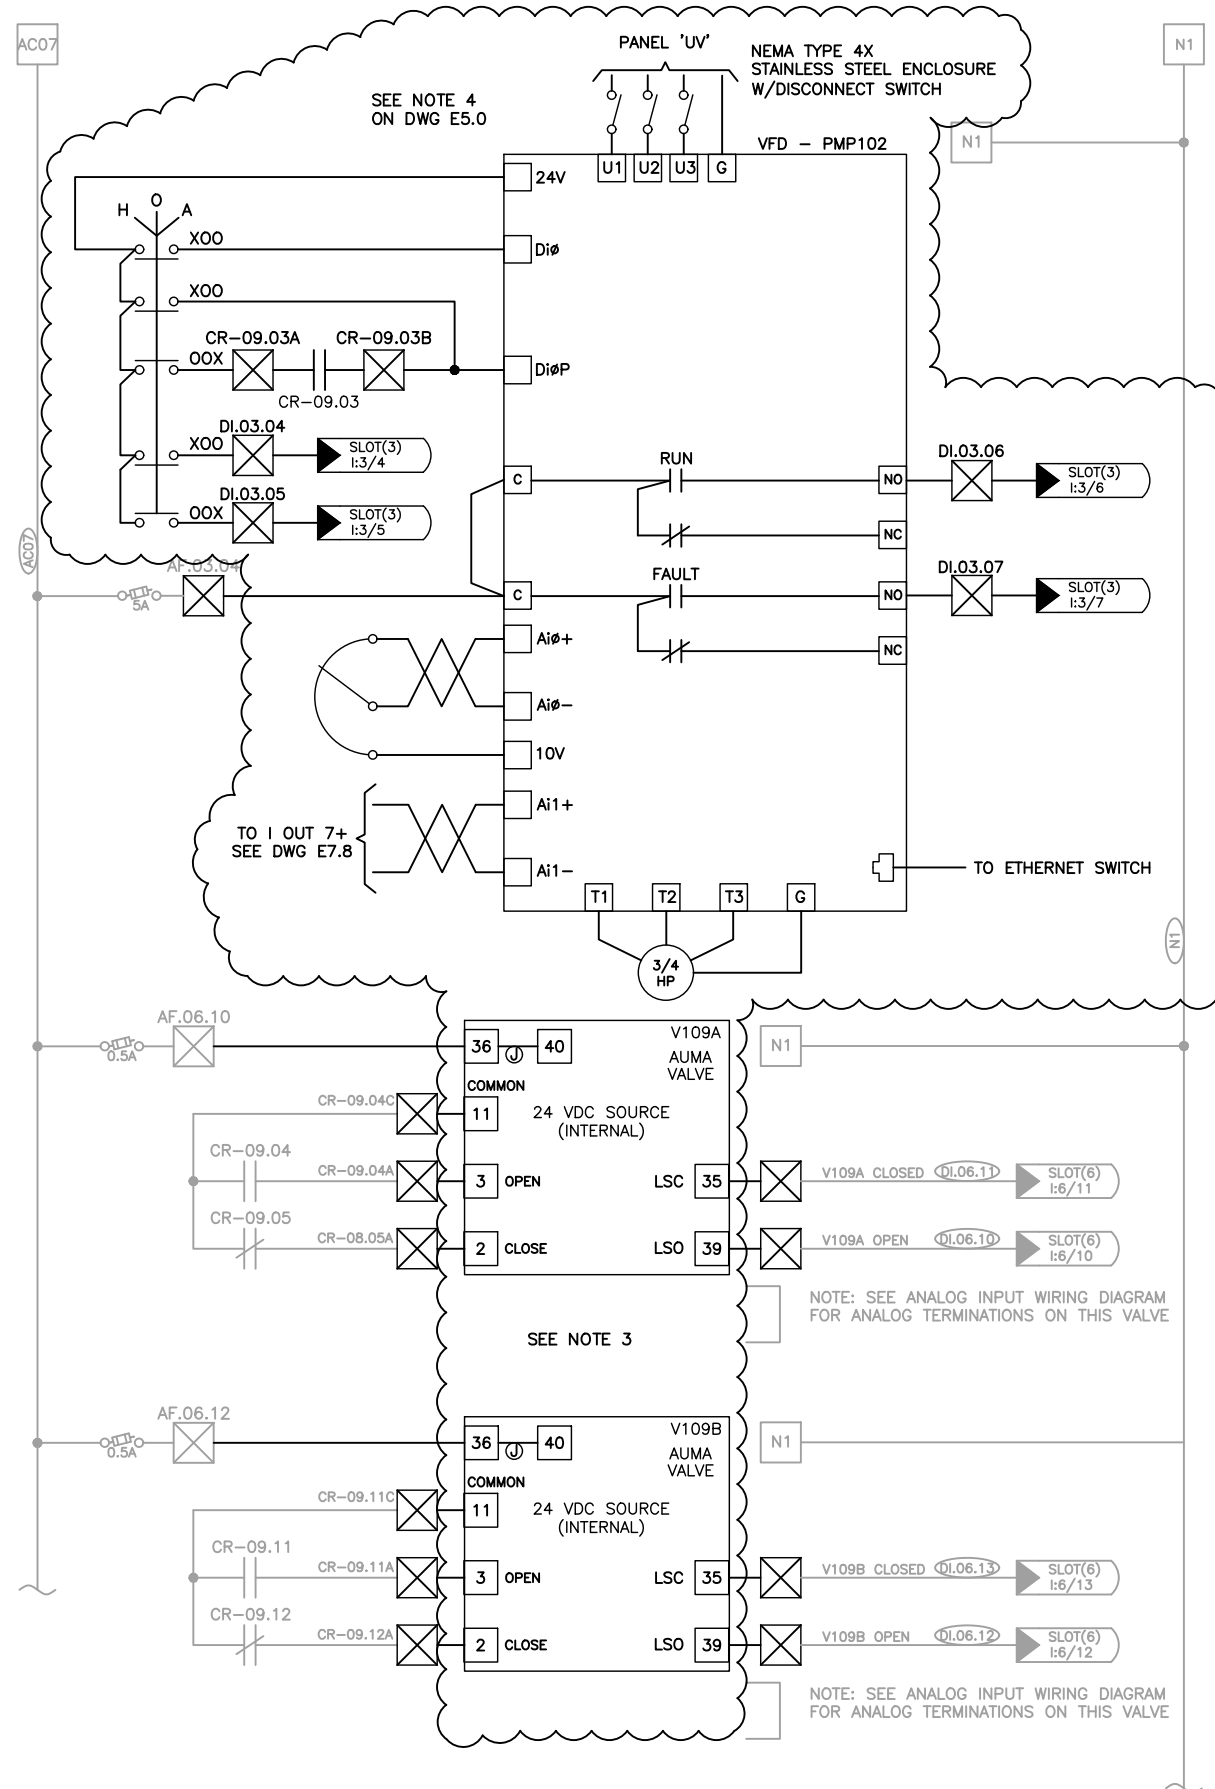 AC07
PANEL 'UV'
NEMA TYPE 4X
STAINLESS STEEL ENCLOSURE
W/DISCONNECT SWITCH
N1
SEE NOTE 4
ON DWG E5.0
N1
VFD - PMP102
U1 U2 U3 G
24V
H O A
XOO
Diø
XOO
CR-09.03A
CR-09.03B
OOX
DiøP
CR-09.03
DI.03.04
XOO
SLOT(3)
I:3/4
C
RUN
NO
DI.03.06
SLOT(3)
I:3/6
DI.03.05
OOX
SLOT(3)
I:3/5
NC
AC07
AF.03.04
5A
C
FAULT
NO
DI.03.07
SLOT(3)
I:3/7
Aiø+
NC
Aiø-
10V
Ai1+
TO I OUT 7+
SEE DWG E7.8
Ai1-
TO ETHERNET SWITCH
T1 T2 T3 G
N1
3/4
HP
AF.06.10
0.5A
36 J 40
V109A
AUMA
VALVE
N1
COMMON
CR-09.04C
11
24 VDC SOURCE
(INTERNAL)
CR-09.04
CR-09.04A
3 OPEN
LSC 35
V109A CLOSED DI.06.11
SLOT(6)
I:6/11
CR-09.05
CR-08.05A
2 CLOSE
LSO 39
V109A OPEN DI.06.10
SLOT(6)
I:6/10
NOTE: SEE ANALOG INPUT WIRING DIAGRAM
FOR ANALOG TERMINATIONS ON THIS VALVE
SEE NOTE 3
AF.06.12
0.5A
36 J 40
V109B
AUMA
VALVE
N1
COMMON
CR-09.11C
11
24 VDC SOURCE
(INTERNAL)
CR-09.11
CR-09.11A
3 OPEN
LSC 35
V109B CLOSED DI.06.13
SLOT(6)
I:6/13
CR-09.12
CR-09.12A
2 CLOSE
LSO 39
V109B OPEN DI.06.12
SLOT(6)
I:6/12
NOTE: SEE ANALOG INPUT WIRING DIAGRAM
FOR ANALOG TERMINATIONS ON THIS VALVE